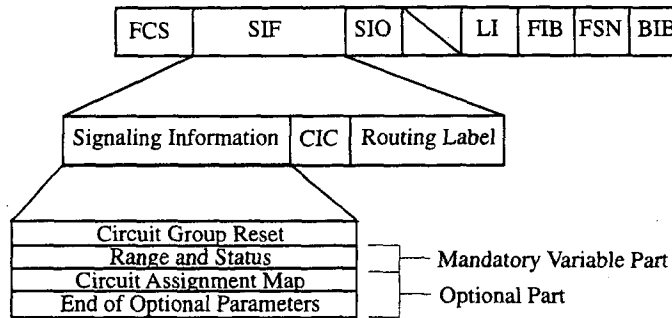 FCS SIF SIO LI FIB FSN BIB
Signaling Information CIC Routing Label
Circuit Group Reset
Range and Status
Mandatory Variable Part
Circuit Assignment Map
Optional Part
End of Optional Parameters